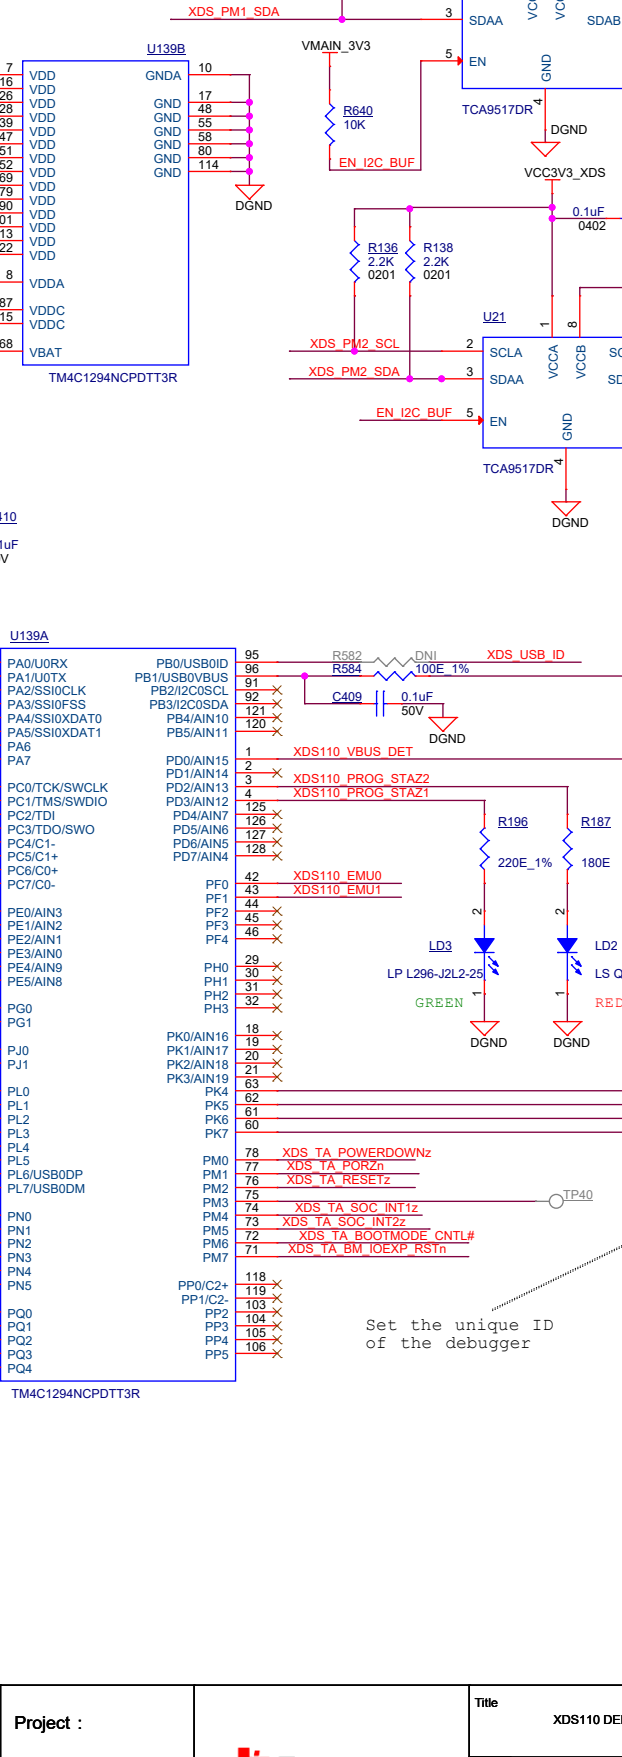 XDS_PM1_SDA
3
SDAA
SDAB
EN
5
GND
TCA9517DR
4
DGND
VMAIN_3V3
R640
10K
EN_I2C_BUF
U139B
7 VDD
16 VDD
26 VDD
28 VDD
39 VDD
47 VDD
51 VDD
52 VDD
69 VDD
79 VDD
90 VDD
01 VDD
13 VDD
22 VDD
8 VDDA
87 VDDC
15 VDDC
68 VBAT
GNDA 10
GND 17
GND 48
GND 55
GND 58
GND 80
GND 114
DGND
TM4C1294NCPDTT3R
VCC3V3_XDS
0.1uF
0402
R136
2.2K
0201
R138
2.2K
0201
U21
1
8
XDS_PM2_SCL 2 SCLA
XDS_PM2_SDA 3 SDAA
EN_I2C_BUF 5 EN
VCCA
VCCB
GND
TCA9517DR
4
DGND
410
1uF
V
U139A
PA0/U0RX
PA1/U0TX
PA2/SSI0CLK
PA3/SSI0FSS
PA4/SSI0XDAT0
PA5/SSI0XDAT1
PA6
PA7
PC0/TCK/SWCLK
PC1/TMS/SWDIO
PC2/TDI
PC3/TDO/SWO
PC4/C1-
PC5/C1+
PC6/C0+
PC7/C0-
PE0/AIN3
PE1/AIN2
PE2/AIN1
PE3/AIN0
PE4/AIN9
PE5/AIN8
PG0
PG1
PJ0
PJ1
PL0
PL1
PL2
PL3
PL4
PL5
PL6/USB0DP
PL7/USB0DM
PN0
PN1
PN2
PN3
PN4
PN5
PQ0
PQ1
PQ2
PQ3
PQ4
PB0/USB0ID 95
PB1/USB0VBUS 96
PB2/I2C0SCL 91
PB3/I2C0SDA 92
PB4/AIN10 121
PB5/AIN11 120
PD0/AIN15 1 XDS110_VBUS_DET
PD1/AIN14 2
PD2/AIN13 3 XDS110_PROG_STAZ2
PD3/AIN12 4 XDS110_PROG_STAZ1
PD4/AIN7 125
PD5/AIN6 126
PD6/AIN5 127
PD7/AIN4 128
PF0 42 XDS110_EMU0
PF1 43 XDS110_EMU1
PF2 44
PF3 45
PF4 46
PH0 29
PH1 30
PH2 31
PH3 32
PK0/AIN16 18
PK1/AIN17 19
PK2/AIN18 20
PK3/AIN19 21
PK4 63
PK5 62
PK6 61
PK7 60
PM0 78 XDS_TA_POWERDOWNz
PM1 77 XDS_TA_PORZn
PM2 76 XDS_TA_RESETz
PM3 75 TP40
PM4 74 XDS_TA_SOC_INT1z
PM5 73 XDS_TA_SOC_INT2z
PM6 72 XDS_TA_BOOTMODE_CNTL#
PM7 71 XDS_TA_BM_IOEXP_RSTn
PP0/C2+ 118
PP1/C2- 119
PP2 103
PP3 104
PP4 105
PP5 106
TM4C1294NCPDTT3R
R582 DNI XDS_USB_ID
R584 100E_1%
C409 0.1uF
50V
DGND
R196
220E_1%
R187
180E
2
2
LD3
LD2
LP L296-J2L2-25
LS Q
1
1
GREEN
RED
DGND
DGND
Set the unique ID
of the debugger
Project :
Title
XDS110 DE